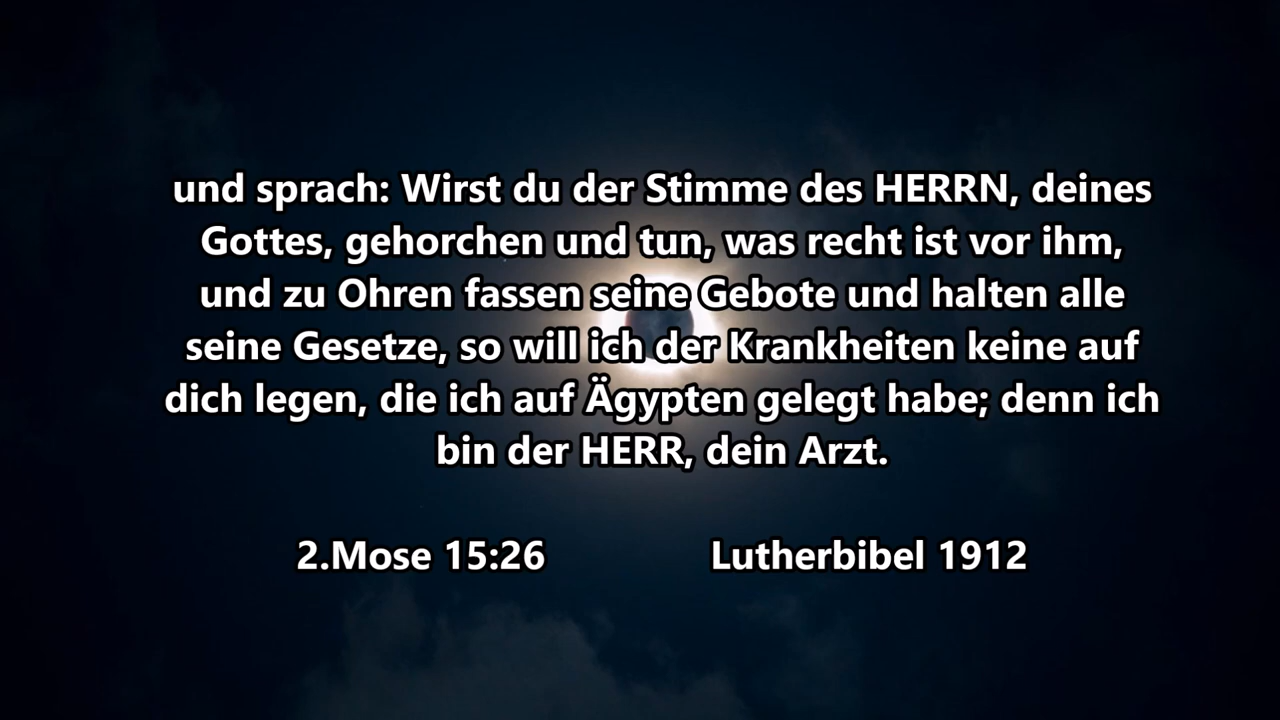 und sprach: Wirst du der Stimme des HERRN, deines
Gottes, gehorchen und tun, was recht ist vor ihm,
und zu Ohren fassen seine Gebote und halten alle
seine Gesetze, so will ich der Krankheiten keine auf
dich legen, die ich auf Ägypten gelegt habe; denn ich
bin der HERR, dein Arzt.
2.Mose 15:26 Lutherbibel 1912